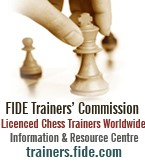 FIDE Trainers' Commission
Licenced Chess Trainers Worldwide
Information & Resource Centre
trainers.fide.com